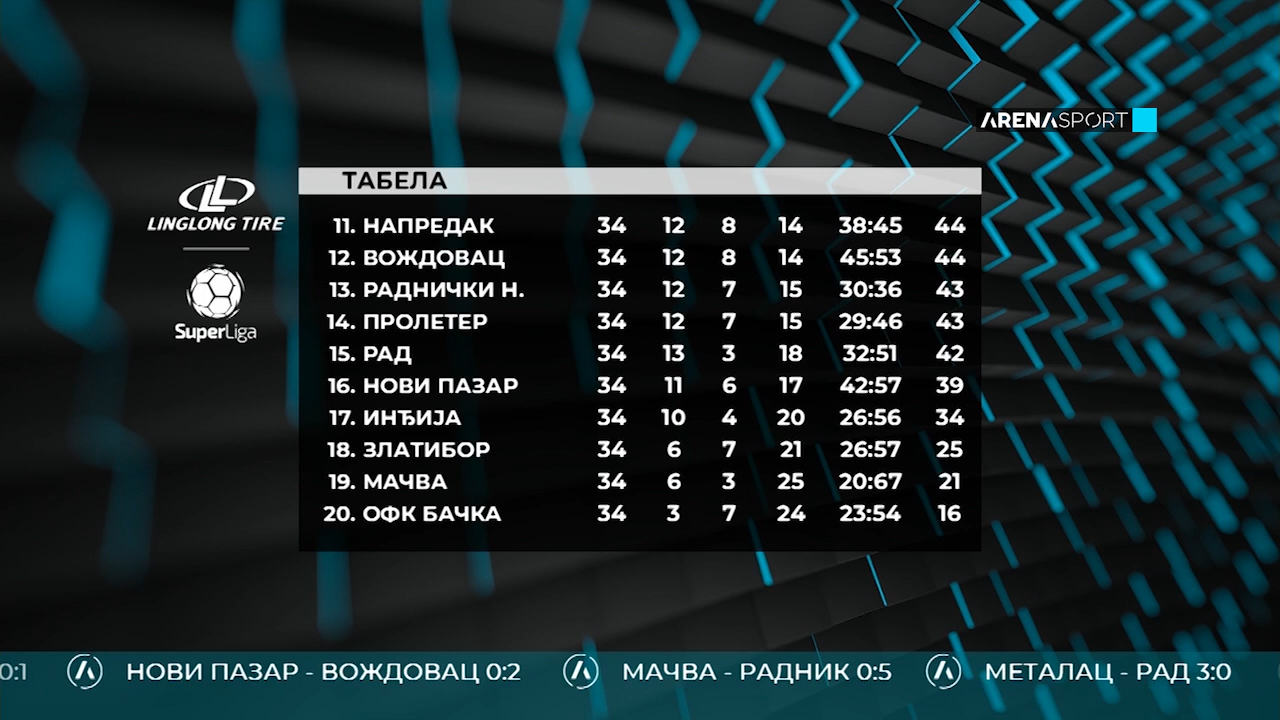 ARENASPORT
LINGLONG TIRE
SuperLiga
ТАБЕЛА
11. НАПРЕДАК 34 12 8 14 38:45 44
12. ВОЖДОВАЦ 34 12 8 14 45:53 44
13. РАДНИЧКИ Н. 34 12 7 15 30:36 43
14. ПРОЛЕТЕР 34 12 7 15 29:46 43
15. РАД 34 13 3 18 32:51 42
16. НОВИ ПАЗАР 34 11 6 17 42:57 39
17. ИНЂИЈА 34 10 4 20 26:56 34
18. ЗЛАТИБОР 34 6 7 21 26:57 25
19. МАЧВА 34 6 3 25 20:67 21
20. ОФК БАЧКА 34 3 7 24 23:54 16
0:1 НОВИ ПАЗАР - ВОЖДОВАЦ 0:2 МАЧВА - РАДНИК 0:5 МЕТАЛАЦ - РАД 3:0